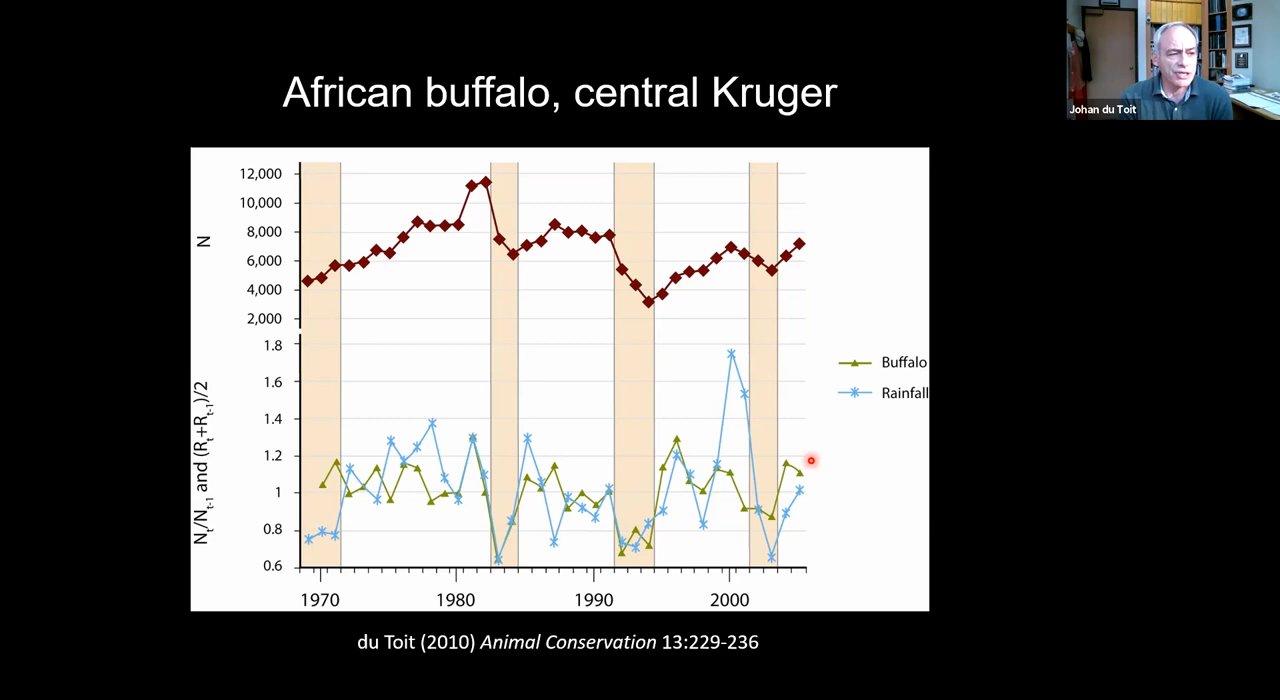 African buffalo, central Kruger
Johan du Toit
12,000
10,000
8,000
6,000
4,000
2,000
N
1.8
1.6
1.4
1.2
1
0.8
0.6
Nt/Nt-1 and (Rt+Rt-1)/2
Buffalo
Rainfall
1970 1980 1990 2000
du Toit (2010) Animal Conservation 13:229-236